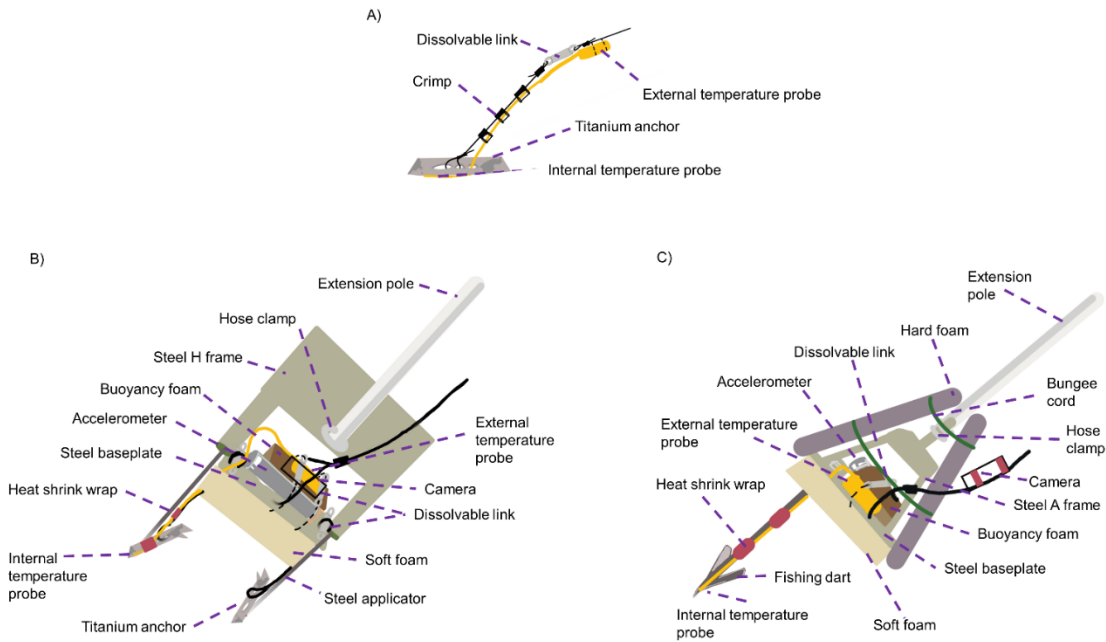 A)
Dissolvable link
Crimp
External temperature probe
Titanium anchor
Internal temperature probe
B)
Extension pole
Hose clamp
Steel H frame
Buoyancy foam
Accelerometer
Steel baseplate
Heat shrink wrap
Internal
temperature
probe
Titanium anchor
External
temperature
probe
Camera
Dissolvable link
Soft foam
Steel applicator
C)
Extension
pole
Hard foam
Dissolvable link
Accelerometer
External temperature
probe
Heat shrink wrap
Bungee
cord
Hose
clamp
Camera
Steel A frame
Buoyancy foam
Steel baseplate
Fishing dart
Internal temperature
probe
Soft foam